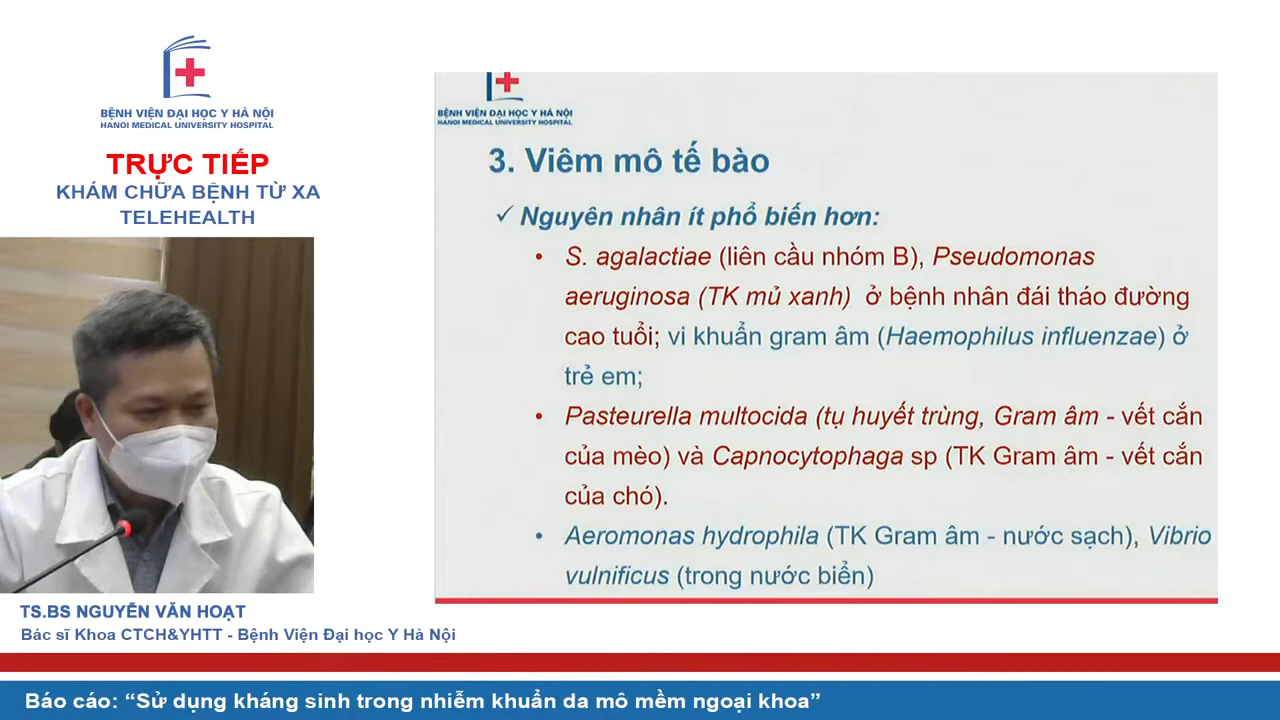 BỆNH VIỆN ĐẠI HỌC Y HÀ NỘI
HANOI MEDICAL UNIVERSITY HOSPITAL
TRỰC TIẾP
KHÁM CHỮA BỆNH TỪ XA
TELEHEALTH
BỆNH VIỆN ĐẠI HỌC Y HÀ NỘI
HANOI MEDICAL UNIVERSITY HOSPITAL
3. Viêm mô tế bào
✓ Nguyên nhân ít phổ biến hơn:
• S. agalactiae (liên cầu nhóm B), Pseudomonas
aeruginosa (TK mủ xanh) ở bệnh nhân đái tháo đường
cao tuổi; vi khuẩn gram âm (Haemophilus influenzae) ở
trẻ em;
• Pasteurella multocida (tụ huyết trùng, Gram âm - vết cắn
của mèo) và Capnocytophaga sp (TK Gram âm - vết cắn
của chó).
• Aeromonas hydrophila (TK Gram âm - nước sạch), Vibrio
vulnificus (trong nước biển)
TS.BS NGUYỄN VĂN HOẠT
Bác sĩ Khoa CTCH&YHTT - Bệnh Viện Đại học Y Hà Nội
Báo cáo: “Sử dụng kháng sinh trong nhiễm khuẩn da mô mềm ngoại khoa”